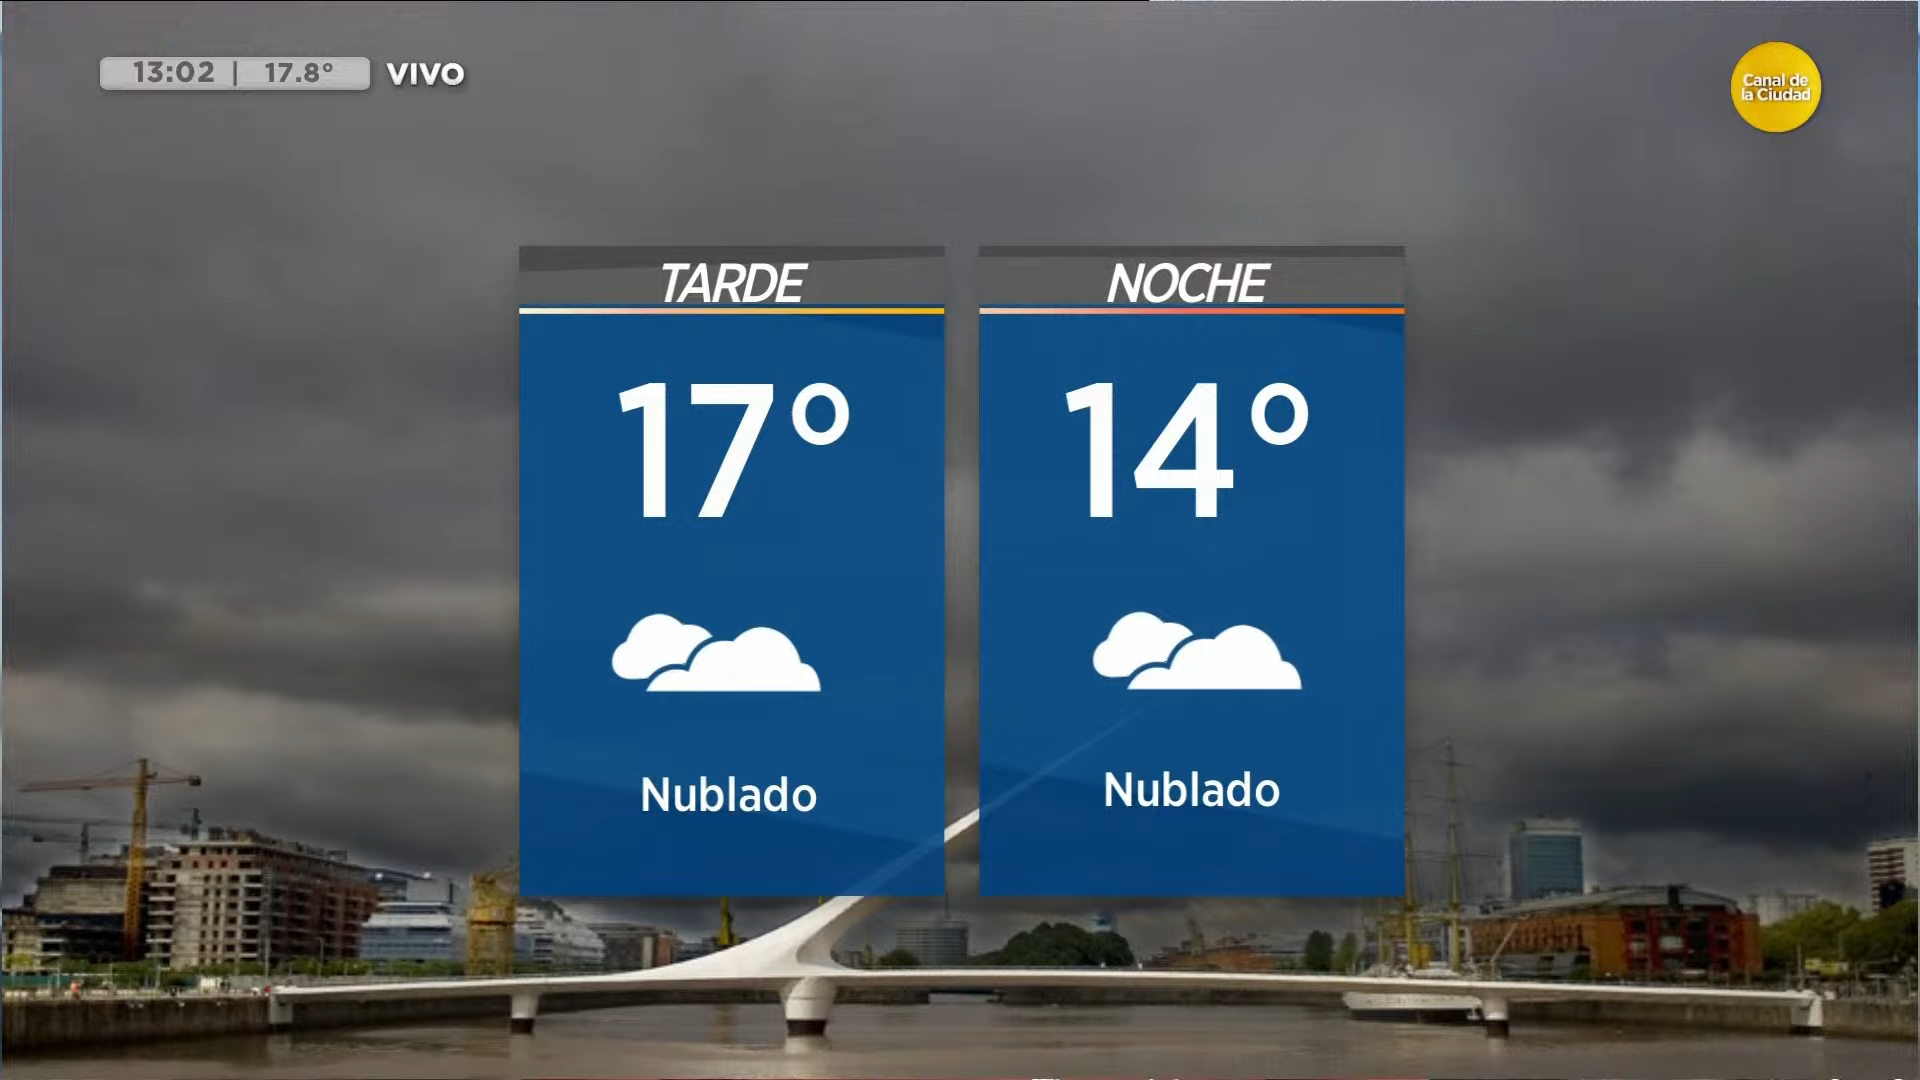 13:02 | 17.8° VIVO
Canal de
la Ciudad
TARDE
17°
Nublado
NOCHE
14°
Nublado